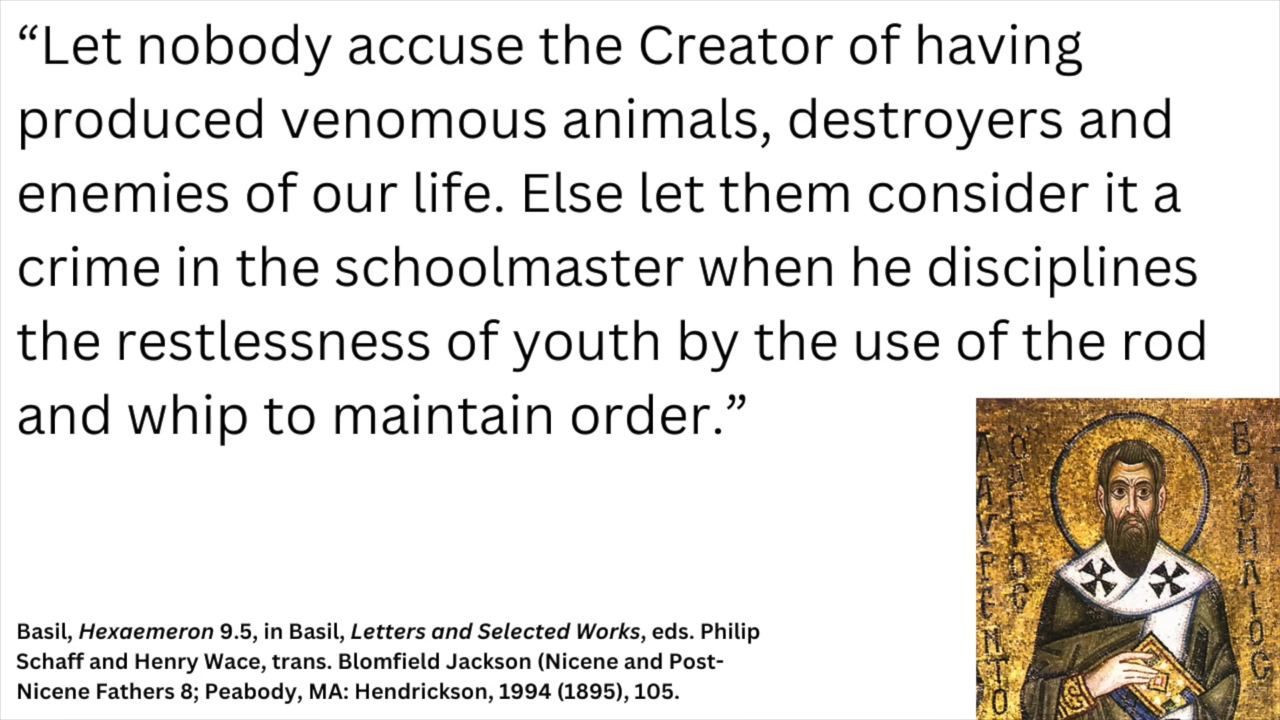 “Let nobody accuse the Creator of having
produced venomous animals, destroyers and
enemies of our life. Else let them consider it a
crime in the schoolmaster when he disciplines
the restlessness of youth by the use of the rod
and whip to maintain order.”
Basil, Hexaemeron 9.5, in Basil, Letters and Selected Works, eds. Philip
Schaff and Henry Wace, trans. Blomfield Jackson (Nicene and Post-
Nicene Fathers 8; Peabody, MA: Hendrickson, 1994 (1895), 105.